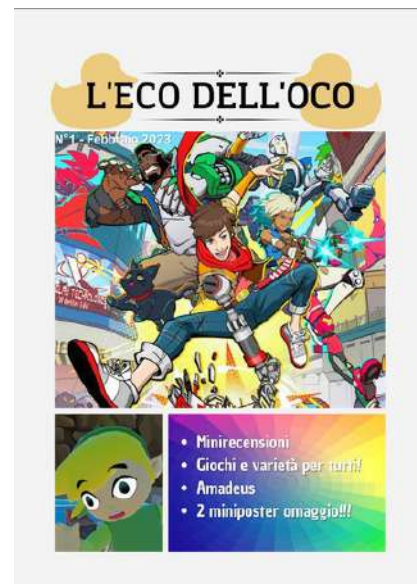 L'ECO DELL'OCO
N°1 - Febbraio 2023
• Minirecensioni
• Giochi e varietà per tutti!
• Amadeus
• 2 miniposter omaggio!!!